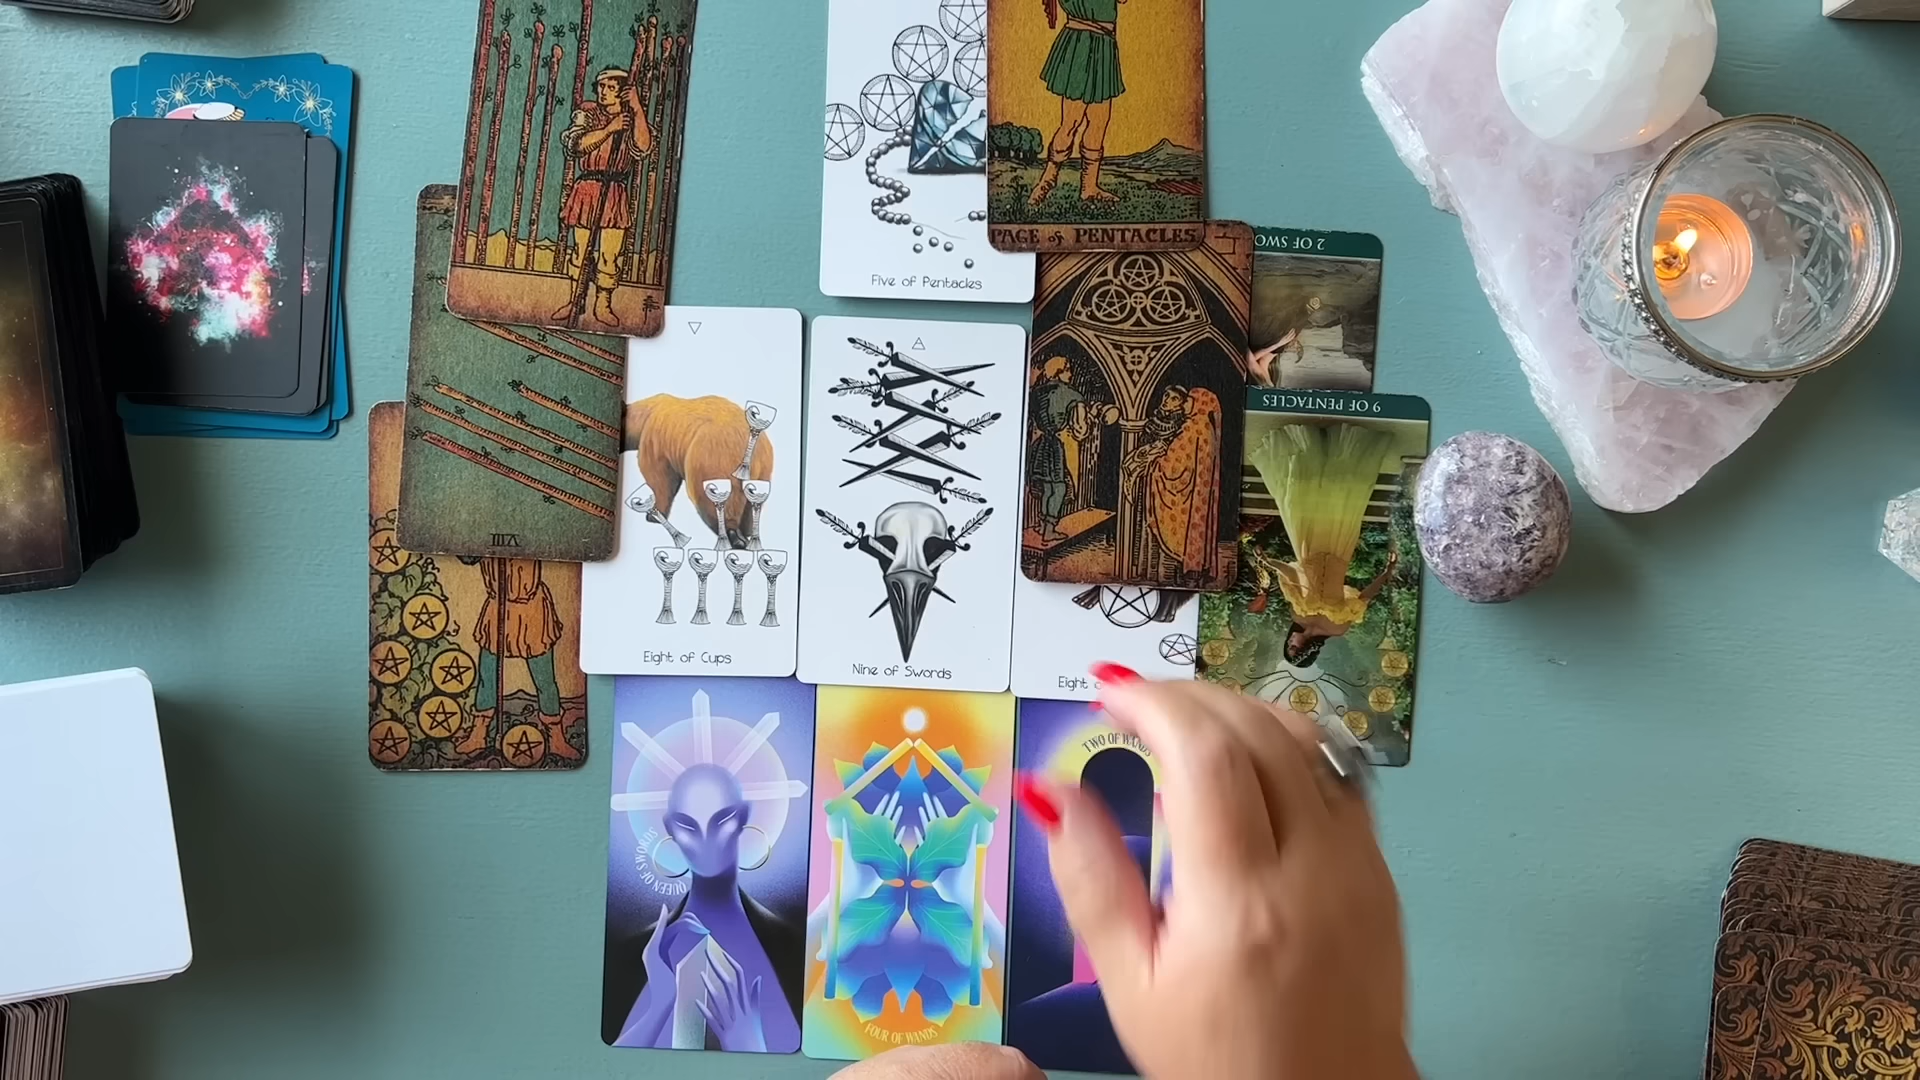 PAGE of PENTACLES
2 OF SWO
Five of Pentacles
9 OF PENTACLES
VIII
Eight of Cups
Nine of Swords
Eight
TWO OF WANDS
QUEEN OF SWORDS
FOUR OF WANDS